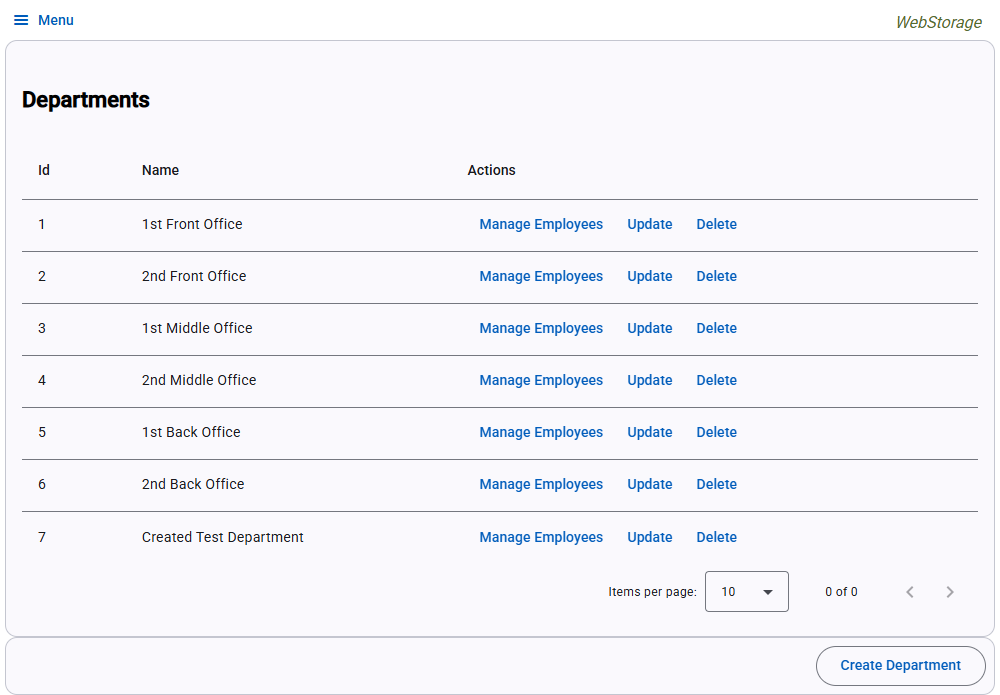 Menu
WebStorage
Departments
Id Name Actions
1 1st Front Office Manage Employees Update Delete
2 2nd Front Office Manage Employees Update Delete
3 1st Middle Office Manage Employees Update Delete
4 2nd Middle Office Manage Employees Update Delete
5 1st Back Office Manage Employees Update Delete
6 2nd Back Office Manage Employees Update Delete
7 Created Test Department Manage Employees Update Delete
Items per page: 10 0 of 0
Create Department